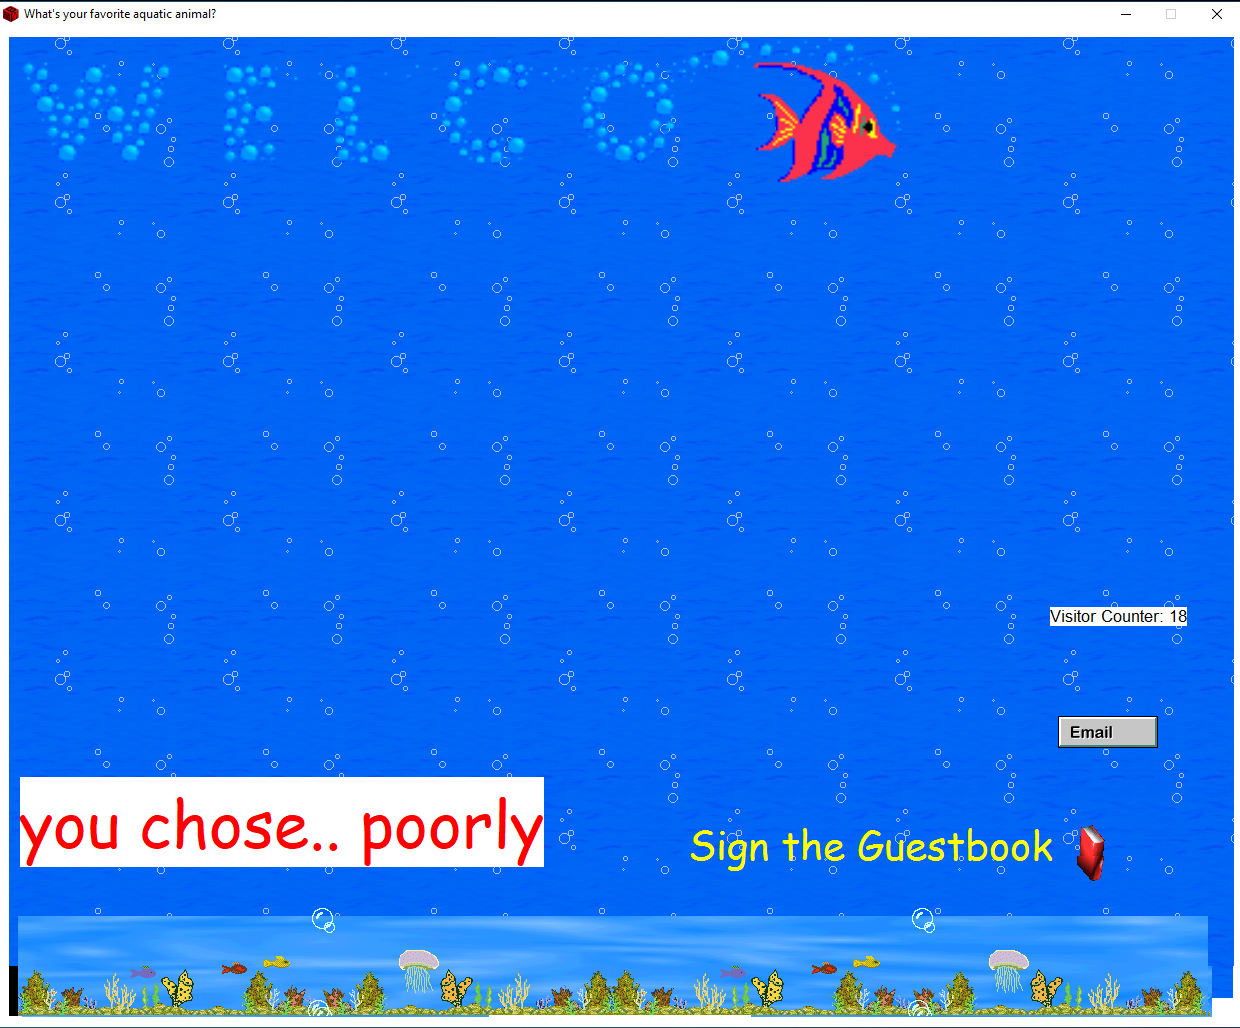 What's your favorite aquatic animal?
WELCO
Visitor Counter: 18
Email
you chose.. poorly
Sign the Guestbook